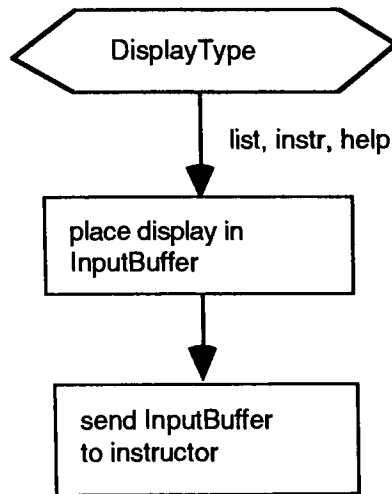 DisplayType
list, instr, help
place display in
InputBuffer
send InputBuffer
to instructor